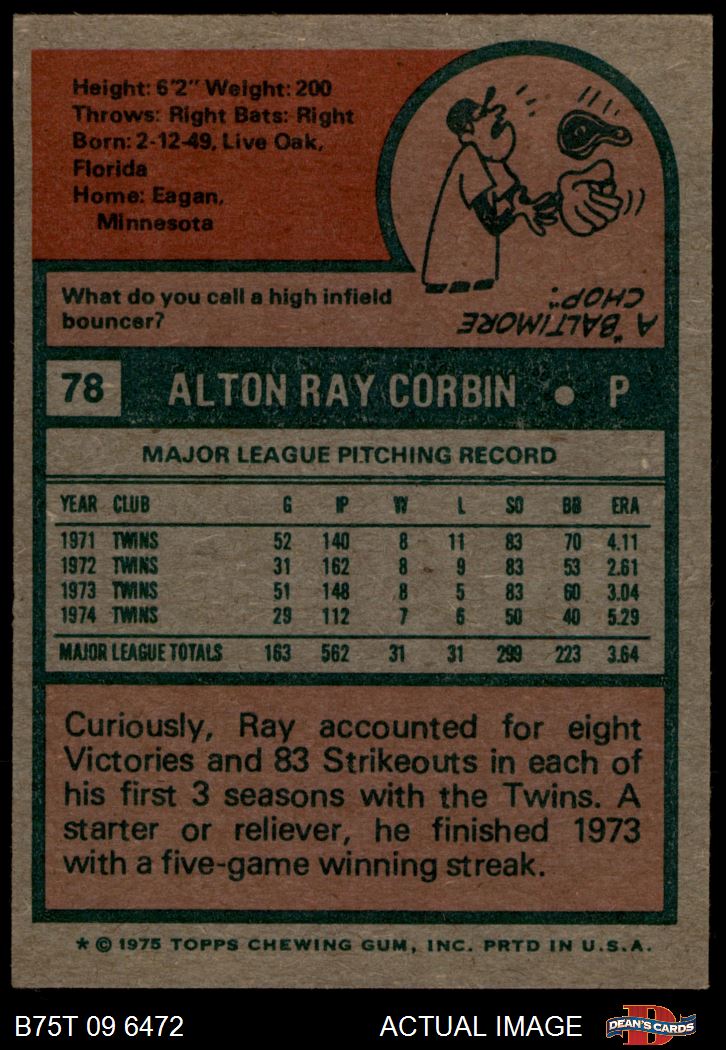 Height: 6'2" Weight: 200
Throws: Right Bats: Right
Born: 2-12-49, Live Oak,
Florida
Home: Eagan,
Minnesota
What do you call a high infield
bouncer?
A "BALTIMORE
CHOP".
78 ALTON RAY CORBIN ● P
MAJOR LEAGUE PITCHING RECORD
YEAR CLUB G IP W L SO BB ERA
1971 TWINS 52 140 8 11 83 70 4.11
1972 TWINS 31 162 8 9 83 53 2.61
1973 TWINS 51 148 8 5 83 60 3.04
1974 TWINS 29 112 7 6 50 40 5.29
MAJOR LEAGUE TOTALS 163 562 31 31 299 223 3.64
Curiously, Ray accounted for eight
Victories and 83 Strikeouts in each of
his first 3 seasons with the Twins. A
starter or reliever, he finished 1973
with a five-game winning streak.
* © 1975 TOPPS CHEWING GUM, INC. PRTD IN U.S.A.
B75T 09 6472 ACTUAL IMAGE DEAN'S CARDS